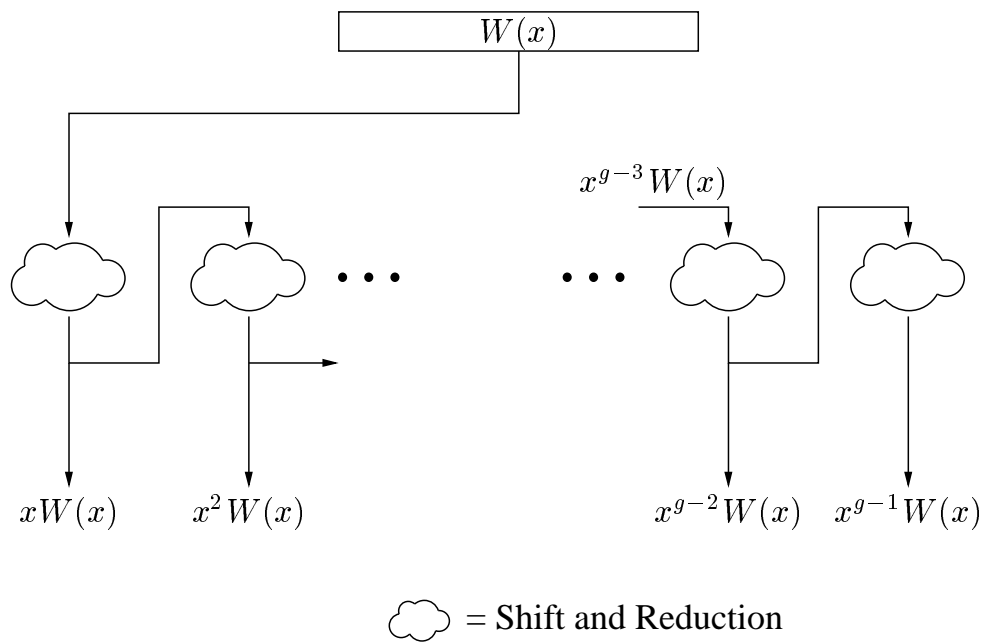 W(x)
x^{g-3}W(x)
xW(x)
x^2W(x)
x^{g-2}W(x)
x^{g-1}W(x)
= Shift and Reduction